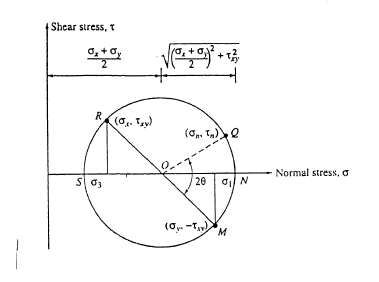 Shear stress, τ
(σx + σy)/2
√(((σx + σy)/2)² + τ²xy)
R
(σx, τxy)
(σn, τn)
Q
O
S
σ3
2θ
σ1
N
Normal stress, σ
(σy, −τxy)
M